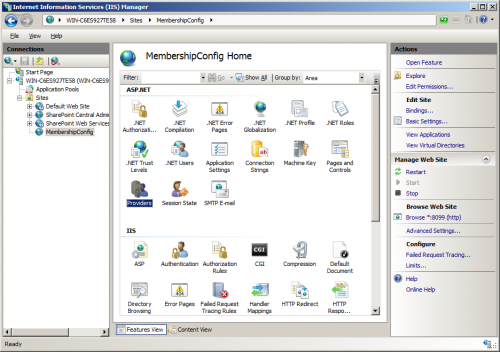 Internet Information Services (IIS) Manager
WIN-C6ES927TE58 ▸ Sites ▸ MembershipConfig ▸
File View Help
Connections
Start Page
WIN-C6ES927TE58 (WIN-C6ES9
Application Pools
Sites
Default Web Site
SharePoint Central Admi
SharePoint Web Services
MembershipConfig
MembershipConfig Home
Filter: Go Show All Group by: Area
ASP.NET
.NET Authorizati...
.NET Compilation
.NET Error Pages
.NET Globalization
.NET Profile
.NET Roles
.NET Trust Levels
.NET Users
Application Settings
Connection Strings
Machine Key
Pages and Controls
Providers
Session State
SMTP E-mail
IIS
ASP
Authentication
Authorization Rules
CGI
CGI
Compression
Default Document
Directory Browsing
Error Pages
Failed Request Tracing Rules
Handler Mappings
HTTP Redirect
HTTP Respo...
Features View Content View
Actions
Open Feature
Explore
Edit Permissions...
Edit Site
Bindings...
Basic Settings...
View Applications
View Virtual Directories
Manage Web Site
Restart
Start
Stop
Browse Web Site
Browse *:8099 (http)
Advanced Settings...
Configure
Failed Request Tracing...
Limits...
Help
Online Help
Ready